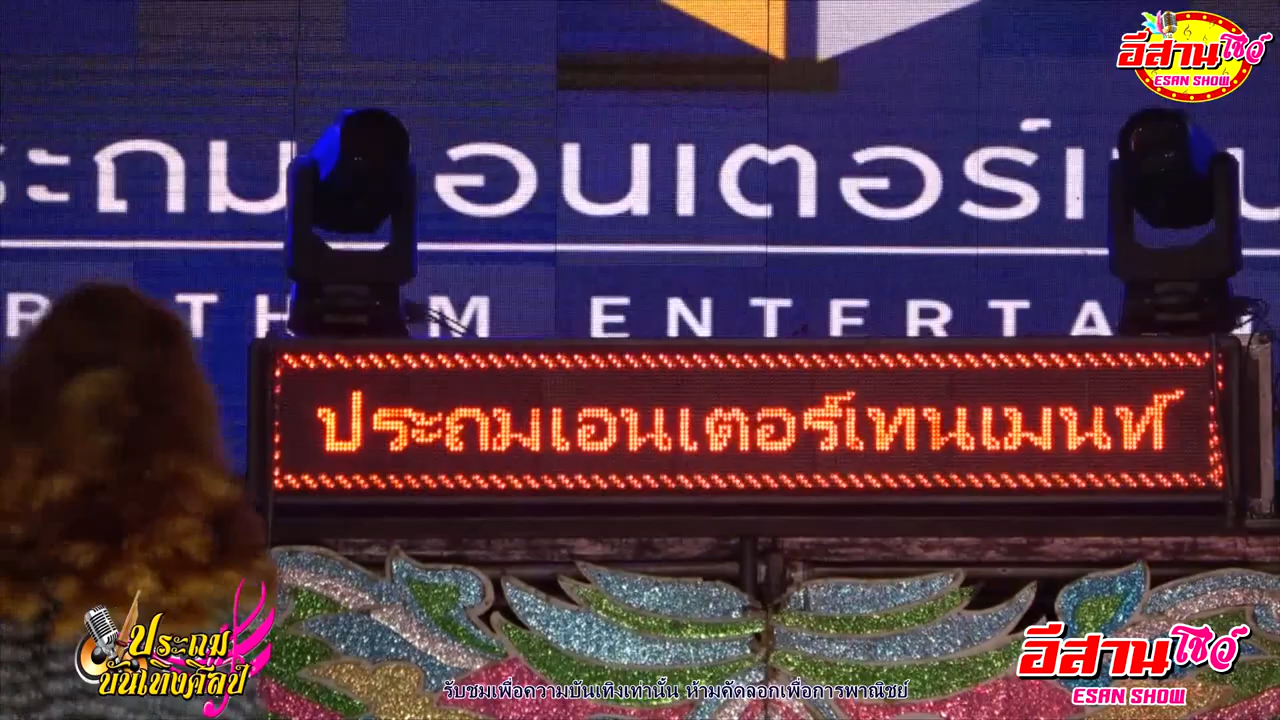 อีสานโชว์
ESAN SHOW
ระถม อนเตอร์เ
TH M ENTERTA
ประถมเอนเตอร์เทนเมนท์
ประถม
บันเทิงศิลป์
อีสานโชว์
ESAN SHOW
รับชมเพื่อความบันเทิงเท่านั้น ห้ามคัดลอกเพื่อการพาณิชย์